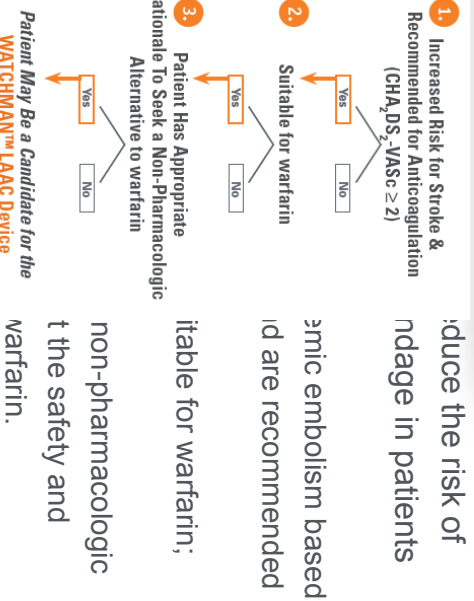 1.
Increased Risk for Stroke &
Recommended for Anticoagulation
(CHA₂DS₂-VASc ≥ 2)
Yes
No
2.
Suitable for warfarin
Yes
No
3.
Patient Has Appropriate
ationale To Seek a Non-Pharmacologic
Alternative to warfarin
Yes
No
Patient May Be a Candidate for the
WATCHMAN™ LAAC Device
educe the risk of
ndage in patients
emic embolism based
nd are recommended
itable for warfarin;
non-pharmacologic
t the safety and
warfarin.